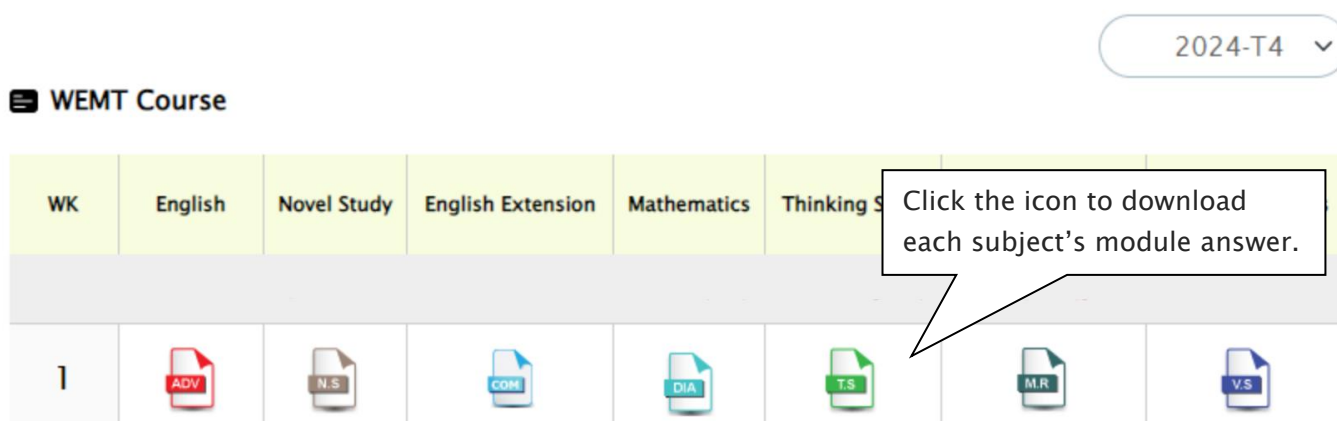 2024-T4
WEMT Course
WK English Novel Study English Extension Mathematics Thinking
Click the icon to download
each subject's module answer.
1 ADV N.S COM DIA T.S M.R V.S